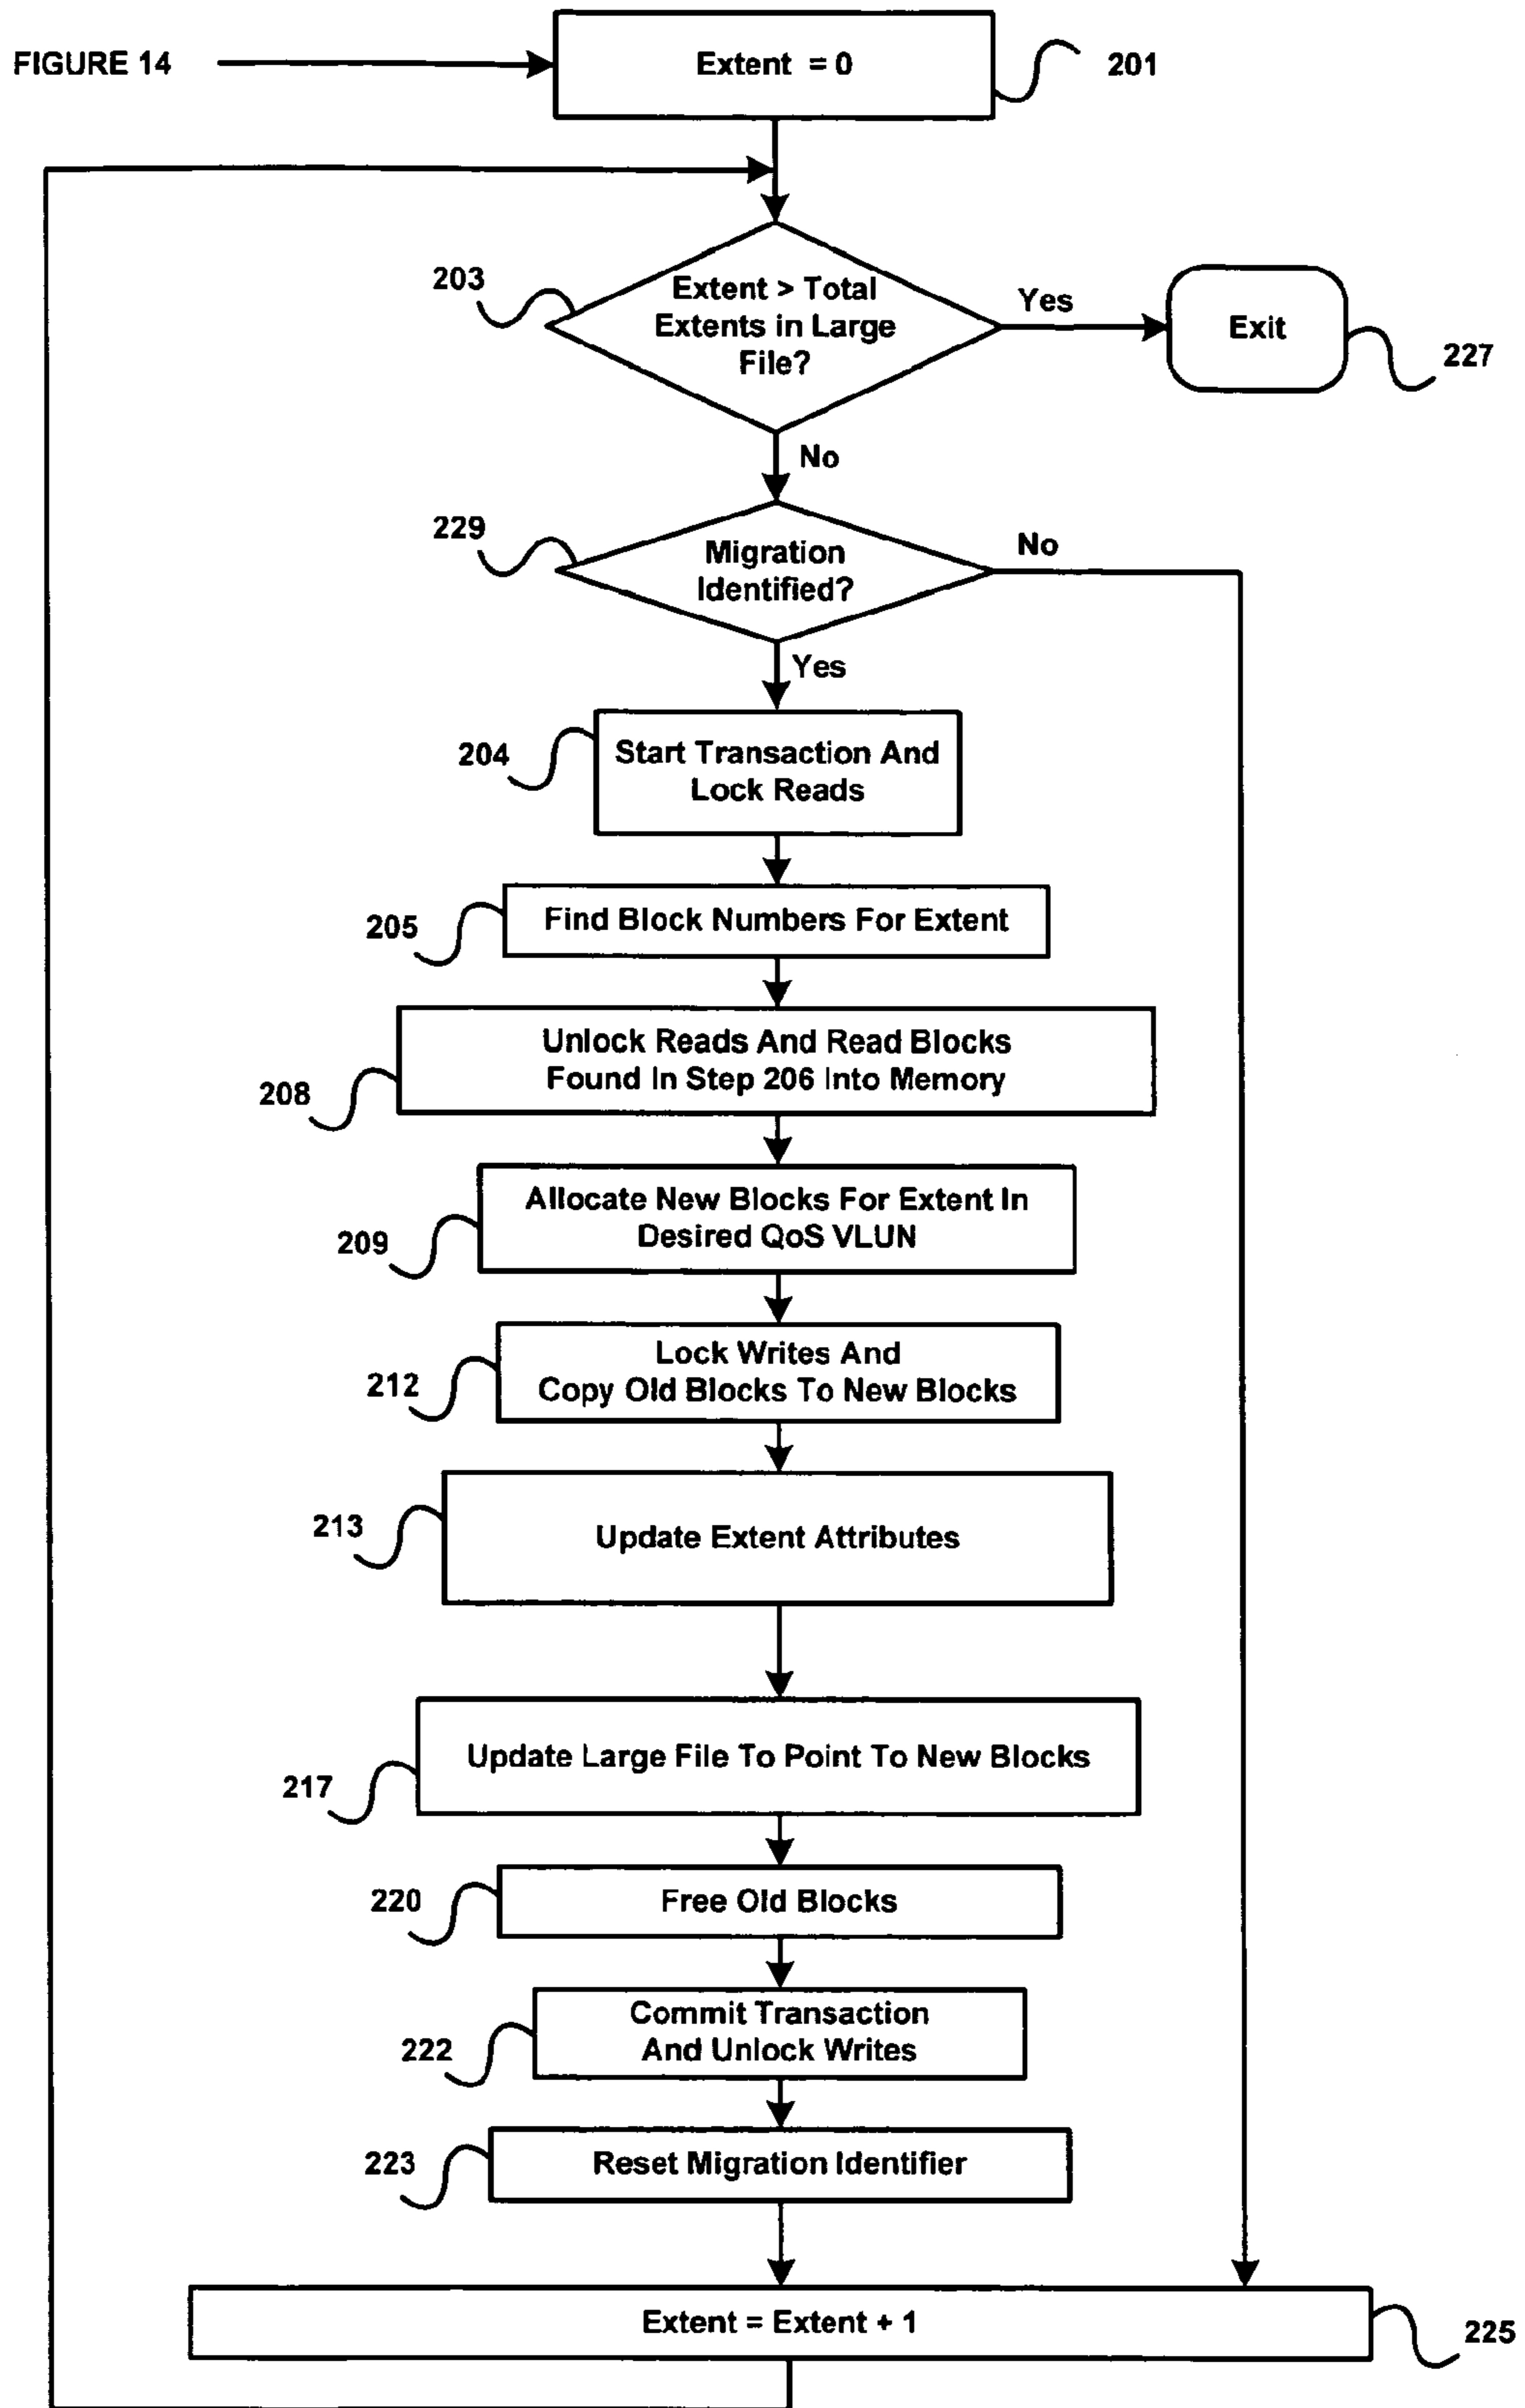 FIGURE 14
Extent = 0
201
203
Extent > Total
Extents in Large
File?
Yes
Exit
227
No
229
Migration
Identified?
No
Yes
204
Start Transaction And
Lock Reads
205
Find Block Numbers For Extent
208
Unlock Reads And Read Blocks
Found In Step 206 Into Memory
209
Allocate New Blocks For Extent In
Desired QoS VLUN
212
Lock Writes And
Copy Old Blocks To New Blocks
213
Update Extent Attributes
217
Update Large File To Point To New Blocks
220
Free Old Blocks
222
Commit Transaction
And Unlock Writes
223
Reset Migration Identifier
Extent = Extent + 1
225